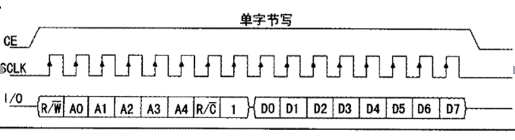 单字节写
CE
SCLK
I/O
R/W̅ A0 A1 A2 A3 A4 R/C̅ 1 D0 D1 D2 D3 D4 D5 D6 D7